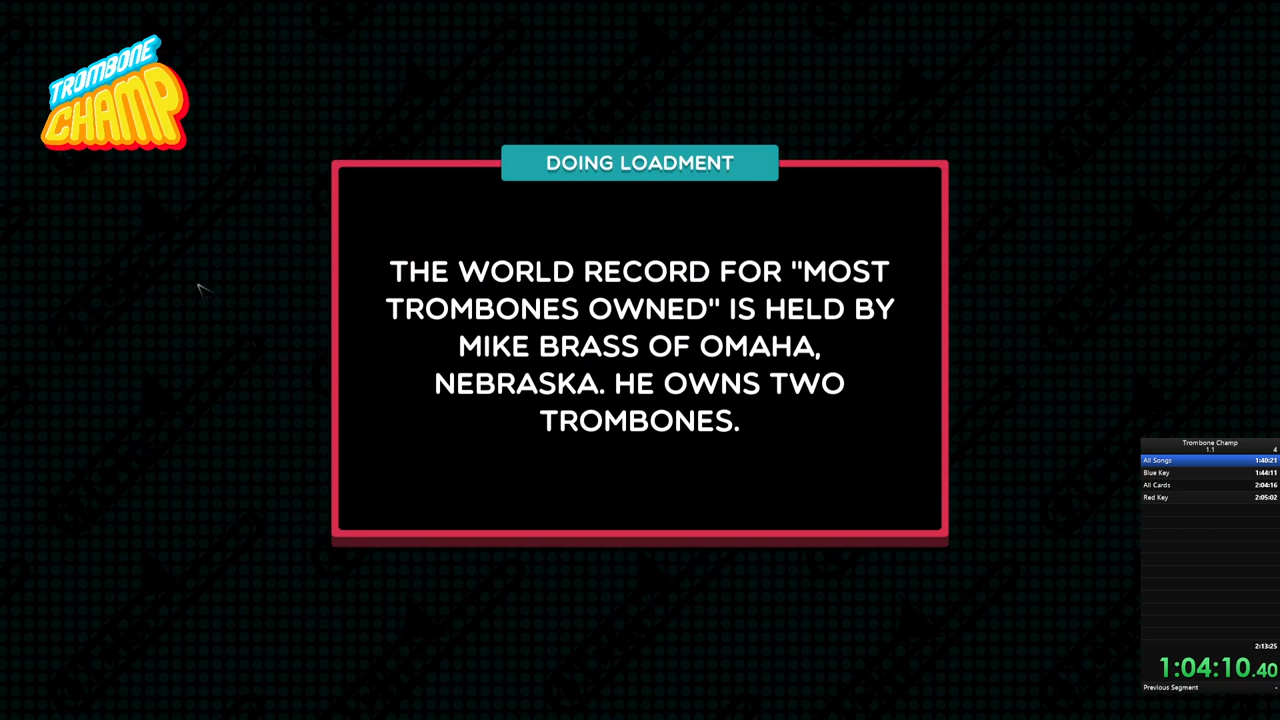 TROMBONE
CHAMP
DOING LOADMENT
THE WORLD RECORD FOR "MOST
TROMBONES OWNED" IS HELD BY
MIKE BRASS OF OMAHA,
NEBRASKA. HE OWNS TWO
TROMBONES.
Trombone Champ
1.1 4
All Songs 1:40:21
Blue Key 1:44:11
All Cards 2:04:16
Red Key 2:05:02
2:13:25
1:04:10.40
Previous Segment -